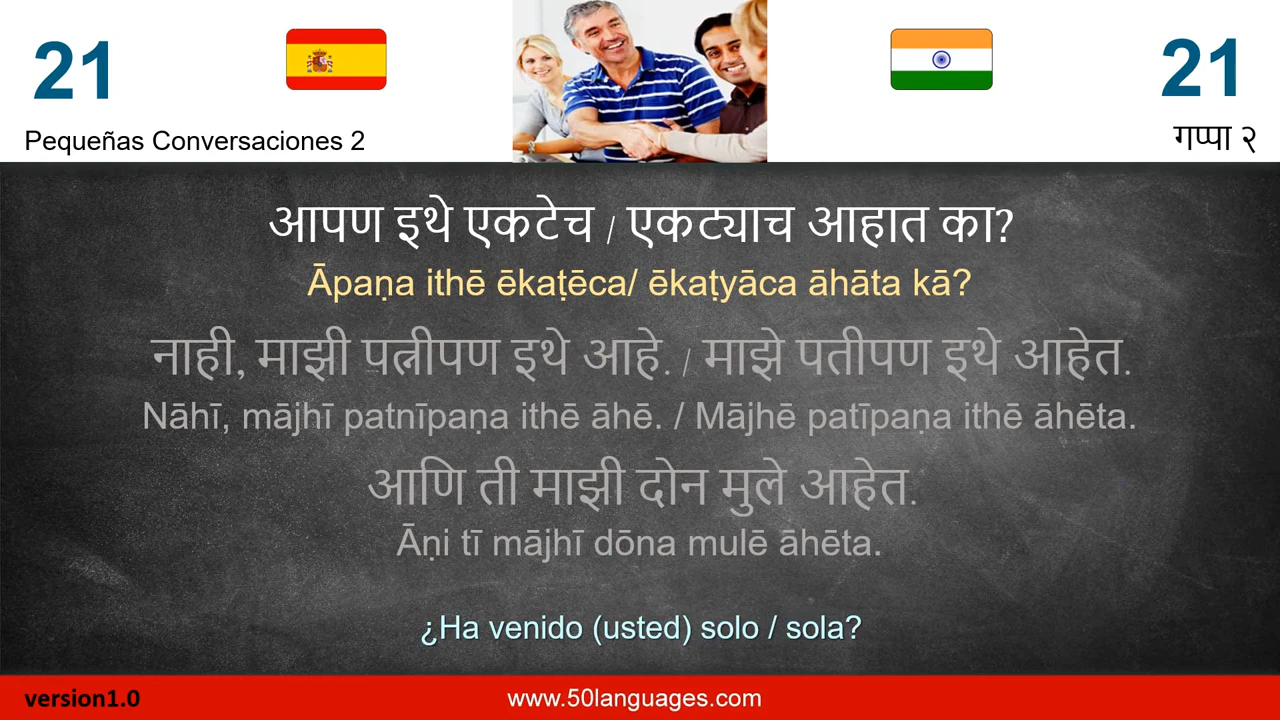 21
21
Pequeñas Conversaciones 2
गप्पा २
आपण इथे एकटेच / एकट्याच आहात का?
Āpaṇa ithē ēkaṭēca/ ēkaṭyāca āhāta kā?
नाही, माझी पत्नीपण इथे आहे. / माझे पतीपण इथे आहेत.
Nāhī, mājhī patnīpaṇa ithē āhē. / Mājhē patīpaṇa ithē āhēta.
आणि ती माझी दोन मुले आहेत.
Āṇi tī mājhī dōna mulē āhēta.
¿Ha venido (usted) solo / sola?
version1.0
www.50languages.com